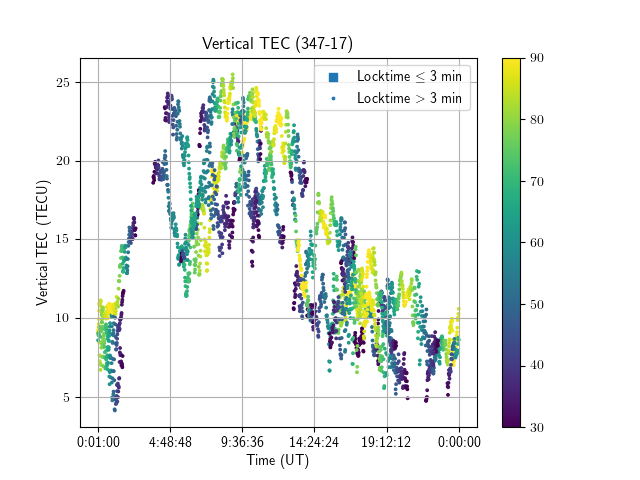 Vertical TEC (347-17)
Locktime ≤ 3 min
Locktime > 3 min
Vertical TEC (TECU)
25
20
15
10
5
0:01:00 4:48:48 9:36:36 14:24:24 19:12:12 0:00:00
Time (UT)
90
80
70
60
50
40
30